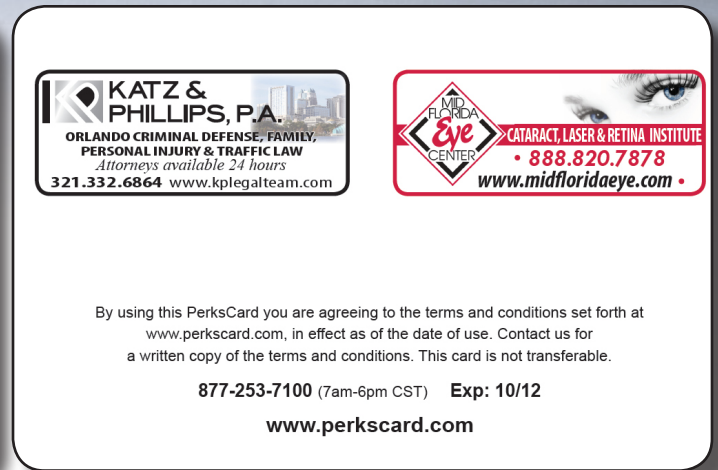 KATZ &
PHILLIPS, P.A.
ORLANDO CRIMINAL DEFENSE, FAMILY,
PERSONAL INJURY & TRAFFIC LAW
Attorneys available 24 hours
321.332.6864 www.kplegalteam.com
MID
FLORIDA
Eye
CENTER
CATARACT, LASER & RETINA INSTITUTE
• 888.820.7878
www.midfloridaeye.com •
By using this PerksCard you are agreeing to the terms and conditions set forth at
www.perkscard.com, in effect as of the date of use. Contact us for
a written copy of the terms and conditions. This card is not transferable.
877-253-7100 (7am-6pm CST) Exp: 10/12
www.perkscard.com